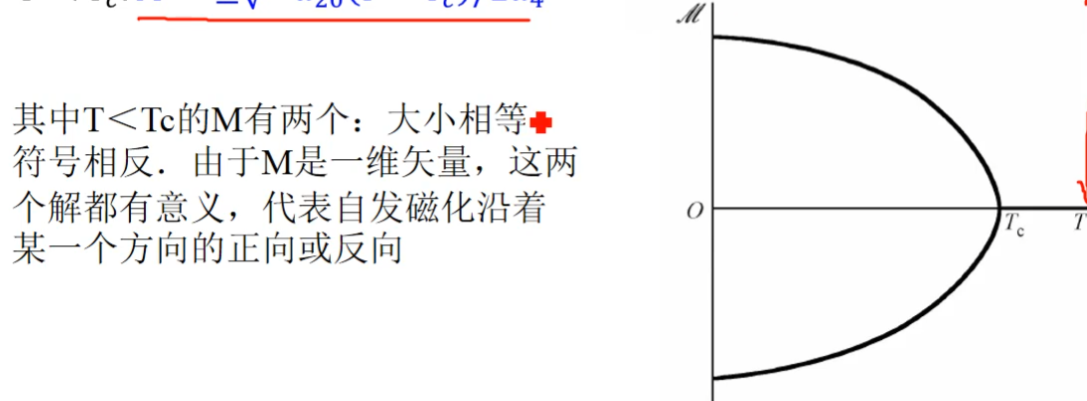 其中T＜Tc的M有两个：大小相等
符号相反．由于M是一维矢量，这两
个解都有意义，代表自发磁化沿着
某一个方向的正向或反向
ℳ
O
T_c
T